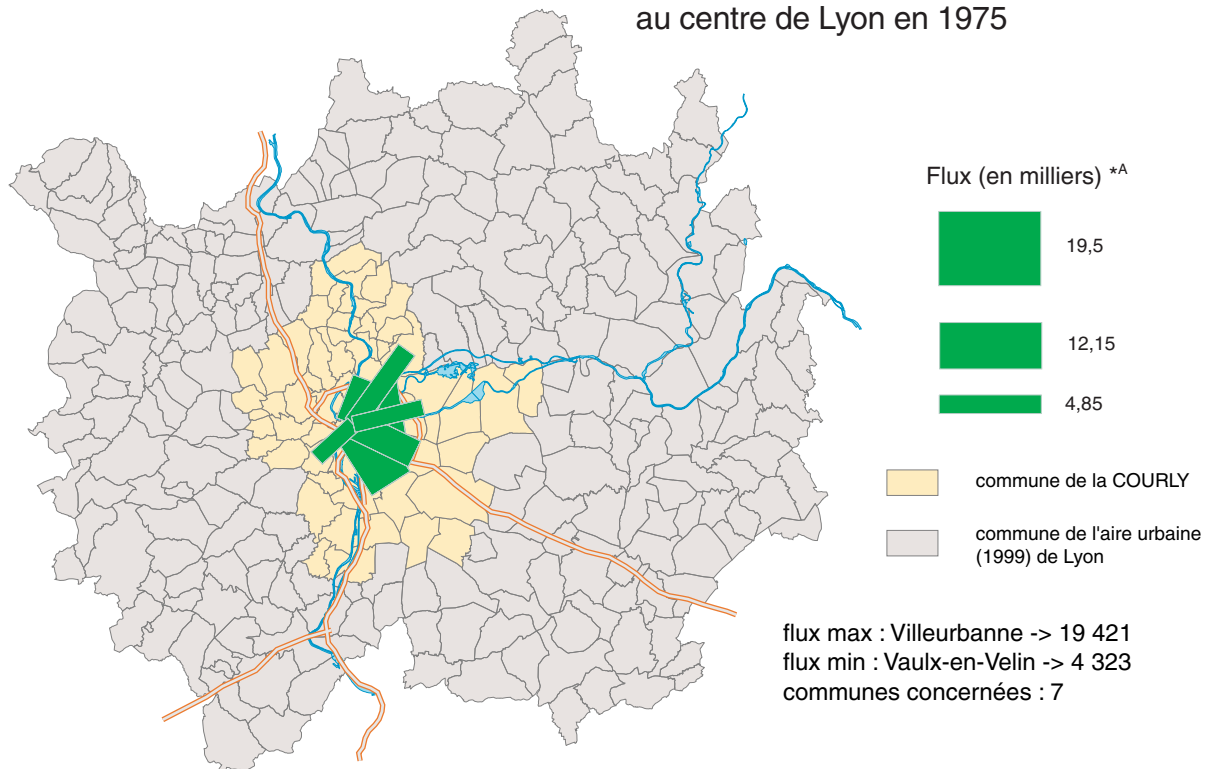 au centre de Lyon en 1975
Flux (en milliers) *A
19,5
12,15
4,85
commune de la COURLY
commune de l'aire urbaine
(1999) de Lyon
flux max : Villeurbanne -> 19 421
flux min : Vaulx-en-Velin -> 4 323
communes concernées : 7